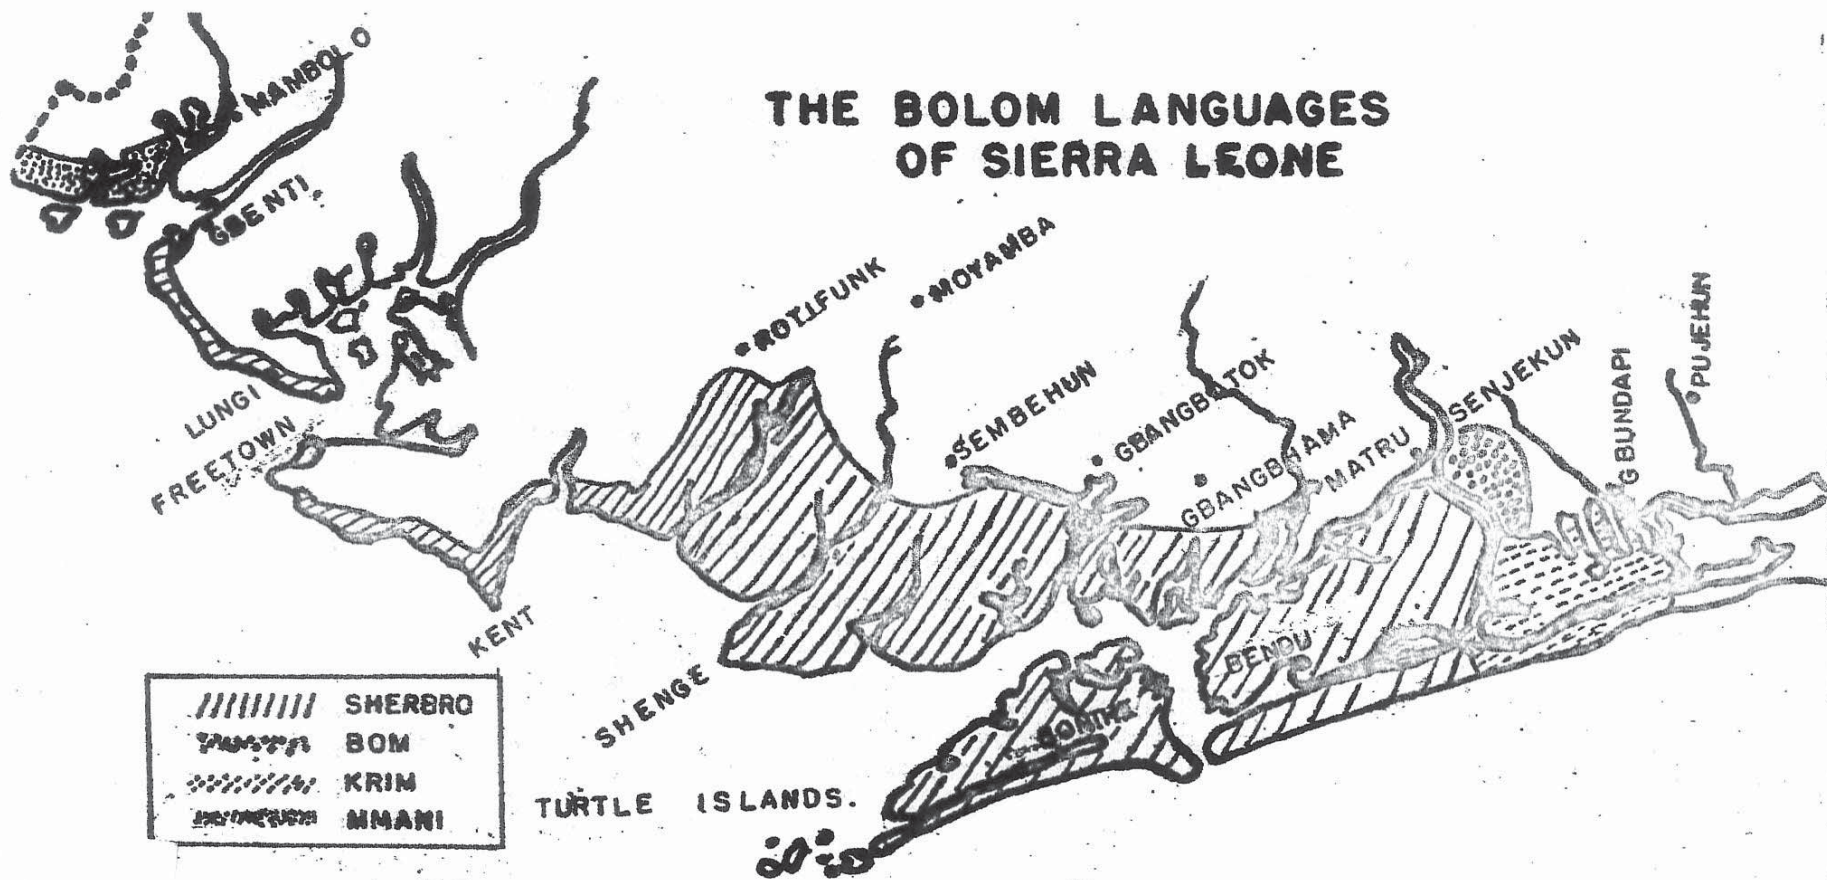 THE BOLOM LANGUAGES
OF SIERRA LEONE
MAMBOLO
GBENTI
LUNGI
FREETOWN
KENT
ROTIFUNK
MOYAMBA
SHENGE
SEMBEHUN
GBANGBATOK
GBANGBHAMA
MATRU
SENJEKUN
GBUNDAPI
PUJEHUN
BENDU
BONTHE
TURTLE ISLANDS.
SHERBRO
BOM
KRIM
MMANI